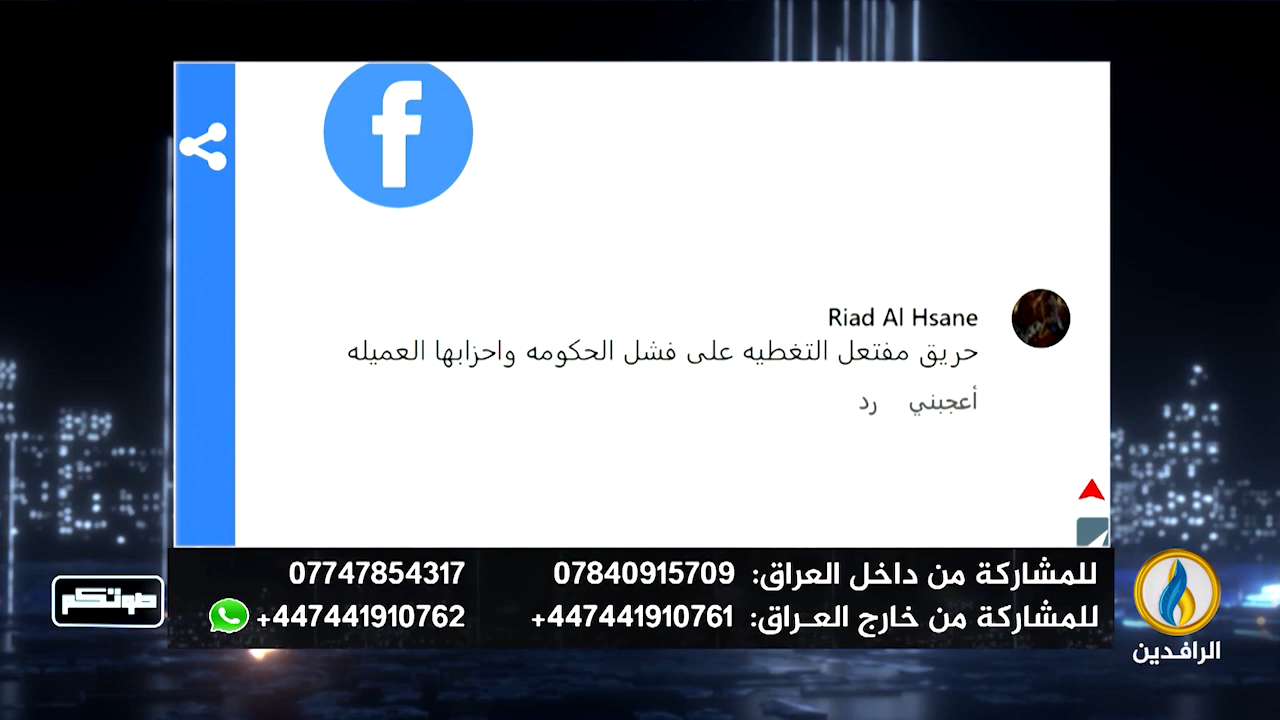 Riad Al Hsane
حريق مفتعل التغطيه على فشل الحكومه واحزابها العميله
أعجبني رد
للمشاركة من داخل العراق: 07840915709 07747854317
للمشاركة من خارج العراق: 447441910761+ 447441910762+
صوتكم
الرافدين